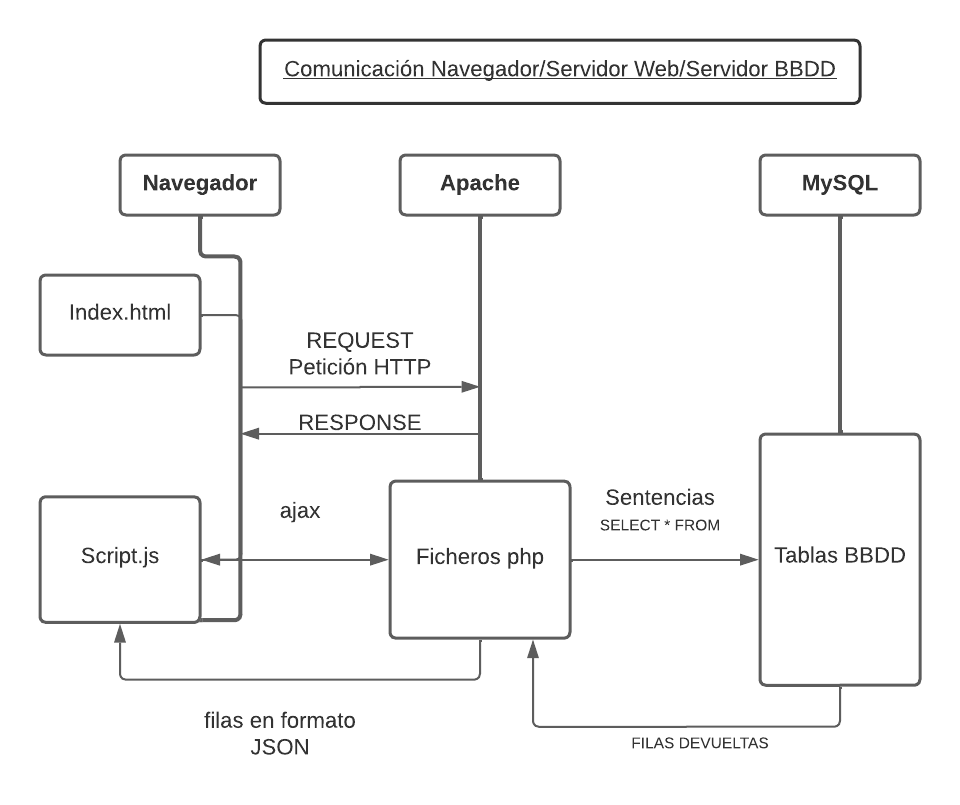 Comunicación Navegador/Servidor Web/Servidor BBDD
Navegador
Apache
MySQL
Index.html
REQUEST
Petición HTTP
RESPONSE
Script.js
ajax
Ficheros php
Sentencias
SELECT * FROM
Tablas BBDD
filas en formato
JSON
FILAS DEVUELTAS